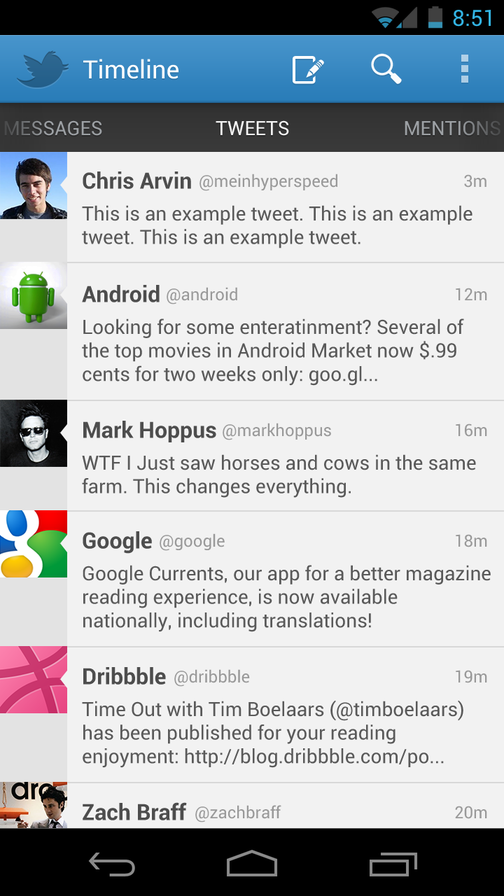 8:51
Timeline
MESSAGES TWEETS MENTIONS
Chris Arvin @meinhyperspeed 3m
This is an example tweet. This is an example
tweet. This is an example tweet.
Android @android 12m
Looking for some enteratinment? Several of
the top movies in Android Market now $.99
cents for two weeks only: goo.gl...
Mark Hoppus @markhoppus 16m
WTF I Just saw horses and cows in the same
farm. This changes everything.
Google @google 18m
Google Currents, our app for a better magazine
reading experience, is now available
nationally, including translations!
Dribbble @dribbble 19m
Time Out with Tim Boelaars (@timboelaars)
has been published for your reading
enjoyment: http://blog.dribbble.com/po...
Zach Braff @zachbraff 20m